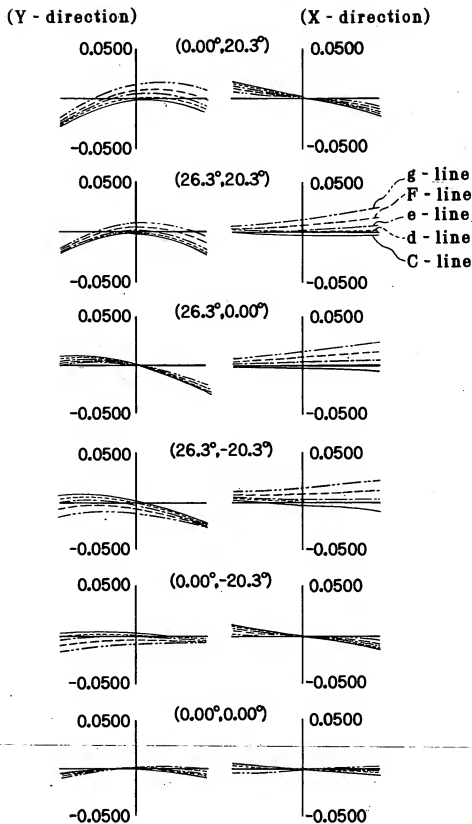 (Y - direction) (X - direction)
0.0500 (0.00°,20.3°) 0.0500
-0.0500 -0.0500
0.0500 (26.3°,20.3°) 0.0500
g - line
F - line
e - line
d - line
C - line
-0.0500 -0.0500
0.0500 (26.3°,0.00°) 0.0500
-0.0500 -0.0500
0.0500 (26.3°,-20.3°) 0.0500
-0.0500 -0.0500
0.0500 (0.00°,-20.3°) 0.0500
-0.0500 -0.0500
0.0500 (0.00°,0.00°) 0.0500
-0.0500 -0.0500